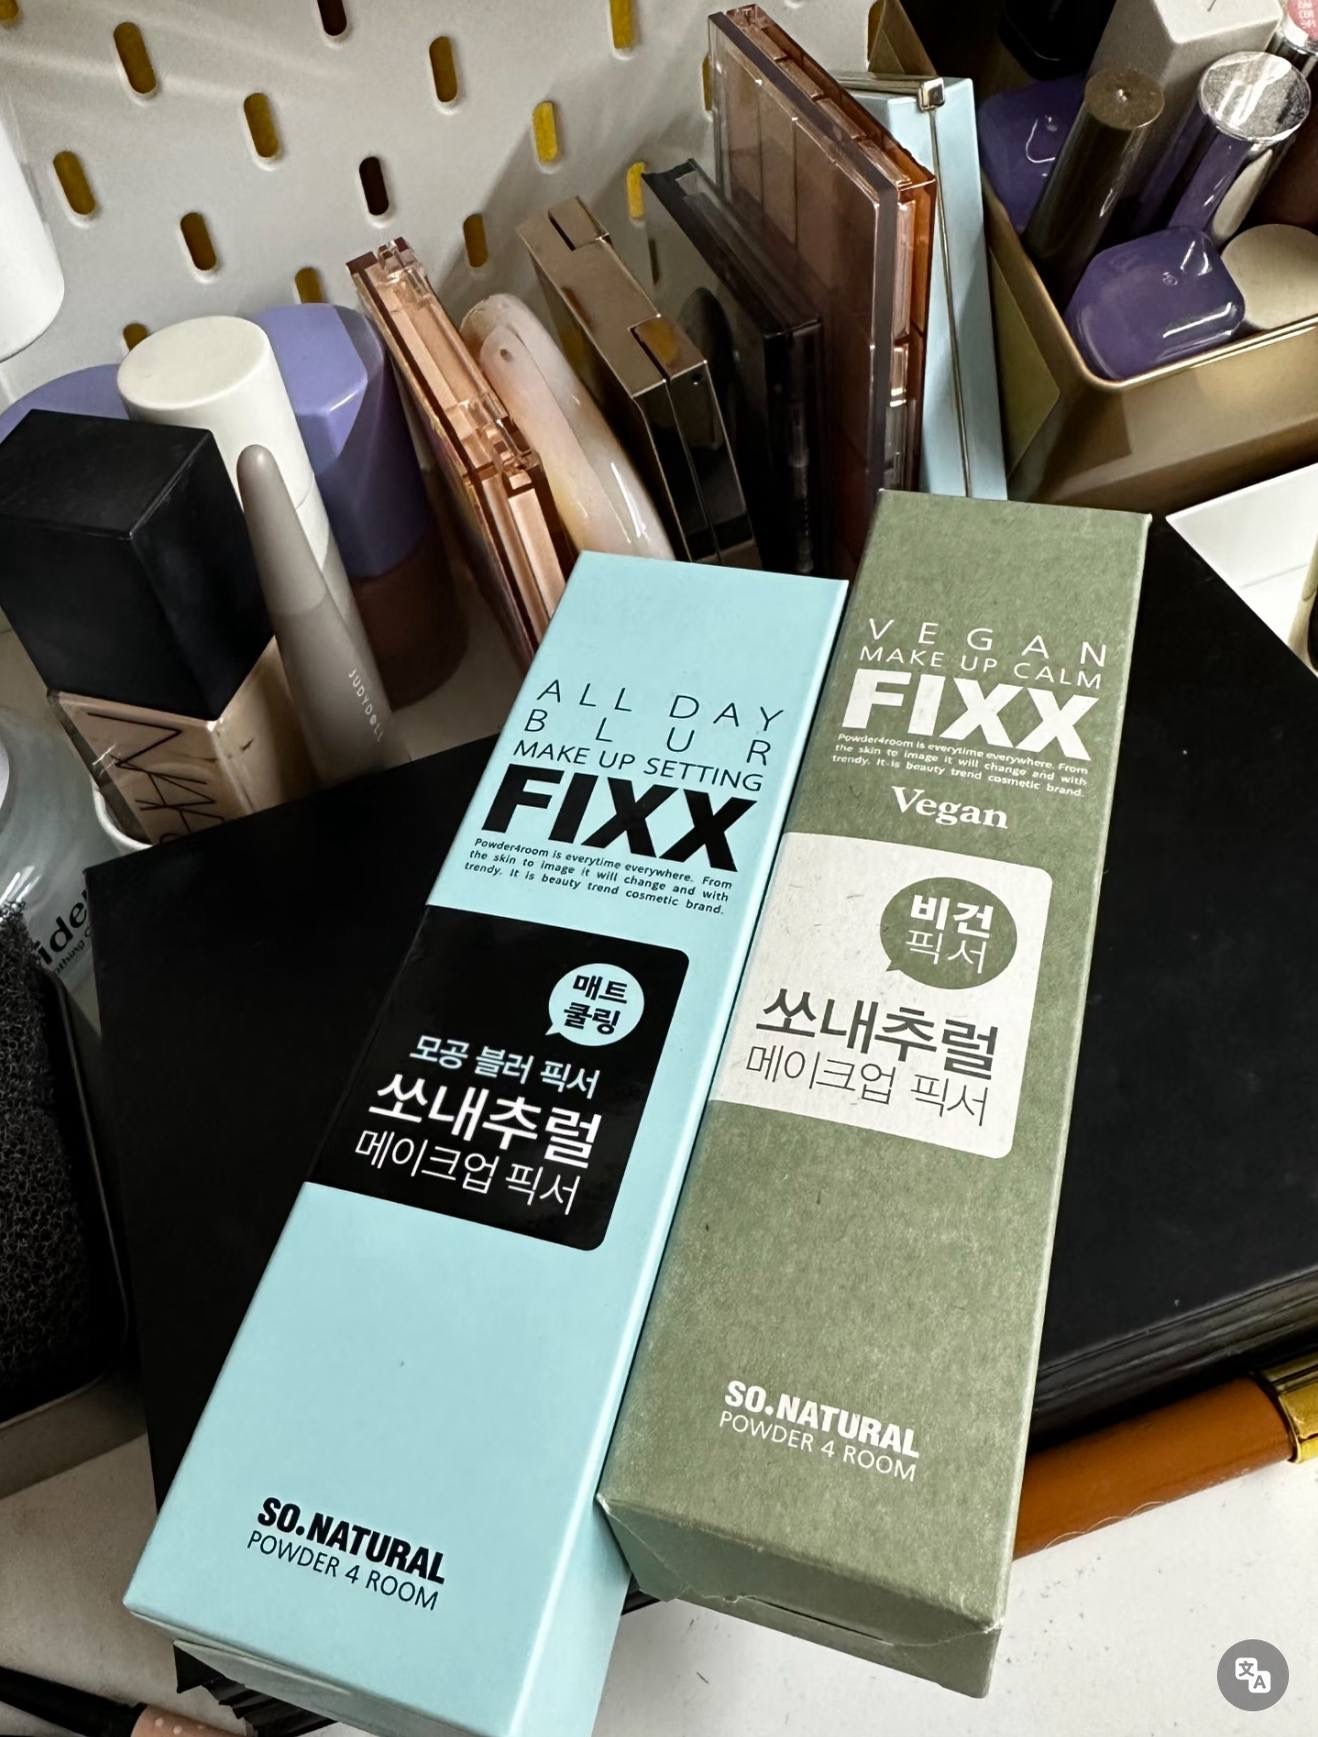 ALL DAY
BLUR
MAKE UP SETTING
FIXX
Powder4room is everytime everywhere. From
the skin to image it will change and with
trendy. It is beauty trend cosmetic brand.
매트
쿨링
모공 블러 픽서
쏘내추럴
메이크업 픽서
SO.NATURAL
POWDER 4 ROOM
VEGAN
MAKE UP CALM
FIXX
Powder4room is everytime everywhere. From
the skin to image it will change and with
trendy. It is beauty trend cosmetic brand.
Vegan
비건
픽서
쏘내추럴
메이크업 픽서
SO.NATURAL
POWDER 4 ROOM
JUDYDOLL
NARS